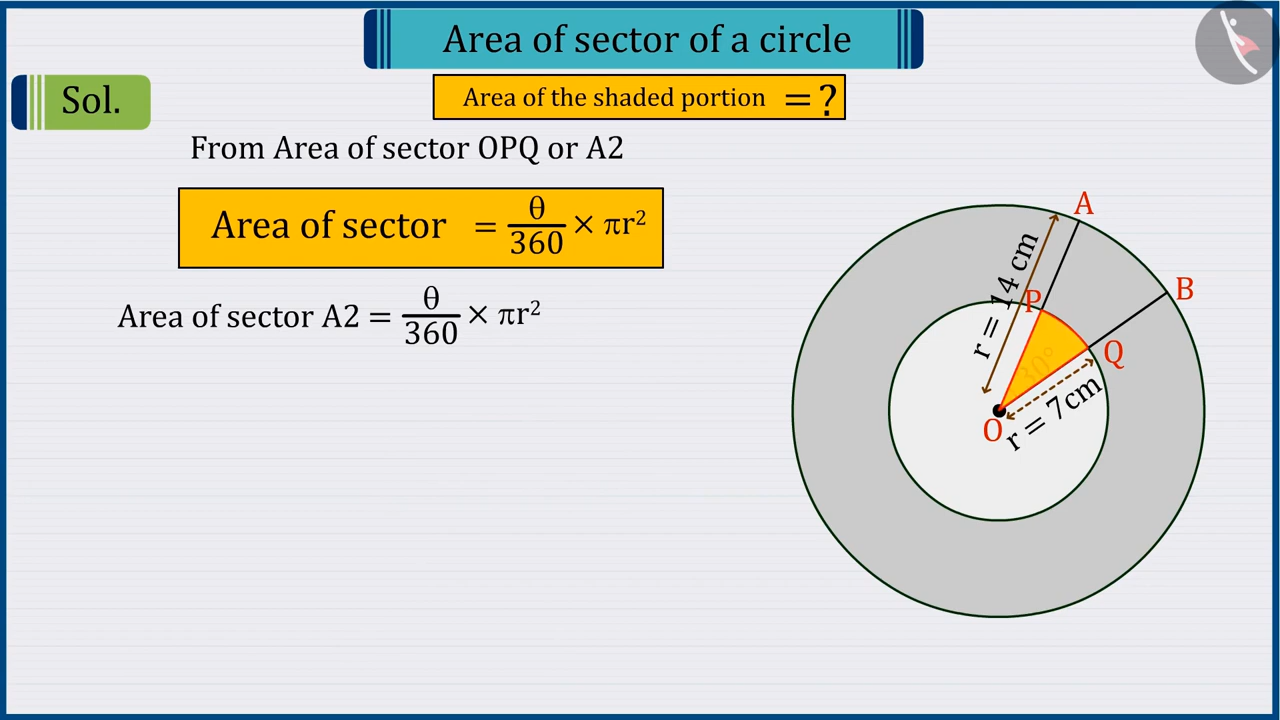 Area of sector of a circle
Sol.
Area of the shaded portion = ?
From Area of sector OPQ or A2
Area of sector = θ/360 × πr²
Area of sector A2 = θ/360 × πr²
A
B
r = 14 cm
P
Q
30°
O
r = 7cm